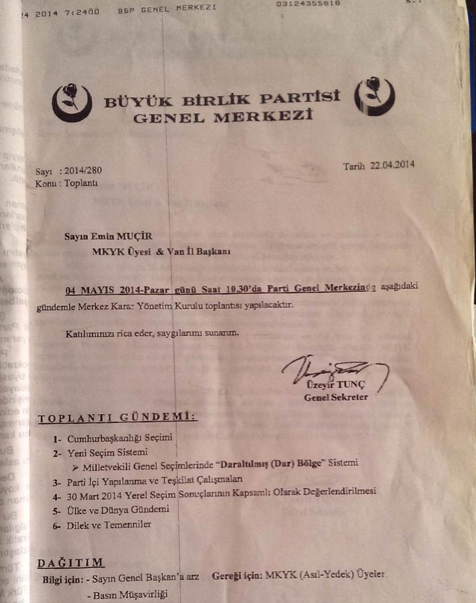 2014 7:24 BBP GENEL MERKEZI 03124355818
BÜYÜK BİRLİK PARTİSİ
GENEL MERKEZİ
Sayı : 2014/280
Tarih 22.04.2014
Konu : Toplantı
Sayın Emin MUÇİR
MKYK Üyesi & Van İl Başkanı
04 MAYIS 2014-Pazar günü Saat 10.30'da Parti Genel Merkezinde aşağıdaki
gündemle Merkez Karar Yönetim Kurulu toplantısı yapılacaktır.
Katılımınızı rica eder, saygılarımı sunarım.
Üzeyir TUNÇ
Genel Sekreter
TOPLANTI GÜNDEMİ:
1- Cumhurbaşkanlığı Seçimi
2- Yeni Seçim Sistemi
➢ Milletvekili Genel Seçimlerinde “Daraltılmış (Dar) Bölge” Sistemi
3- Parti İçi Yapılanma ve Teşkilat Çalışmaları
4- 30 Mart 2014 Yerel Seçim Sonuçlarının Kapsamlı Olarak Değerlendirilmesi
5- Ülke ve Dünya Gündemi
6- Dilek ve Temenniler
DAĞITIM
Bilgi için: - Sayın Genel Başkan'a arz Gereği için: MKYK (Asıl-Yedek) Üyeler
- Basın Müşavirliği